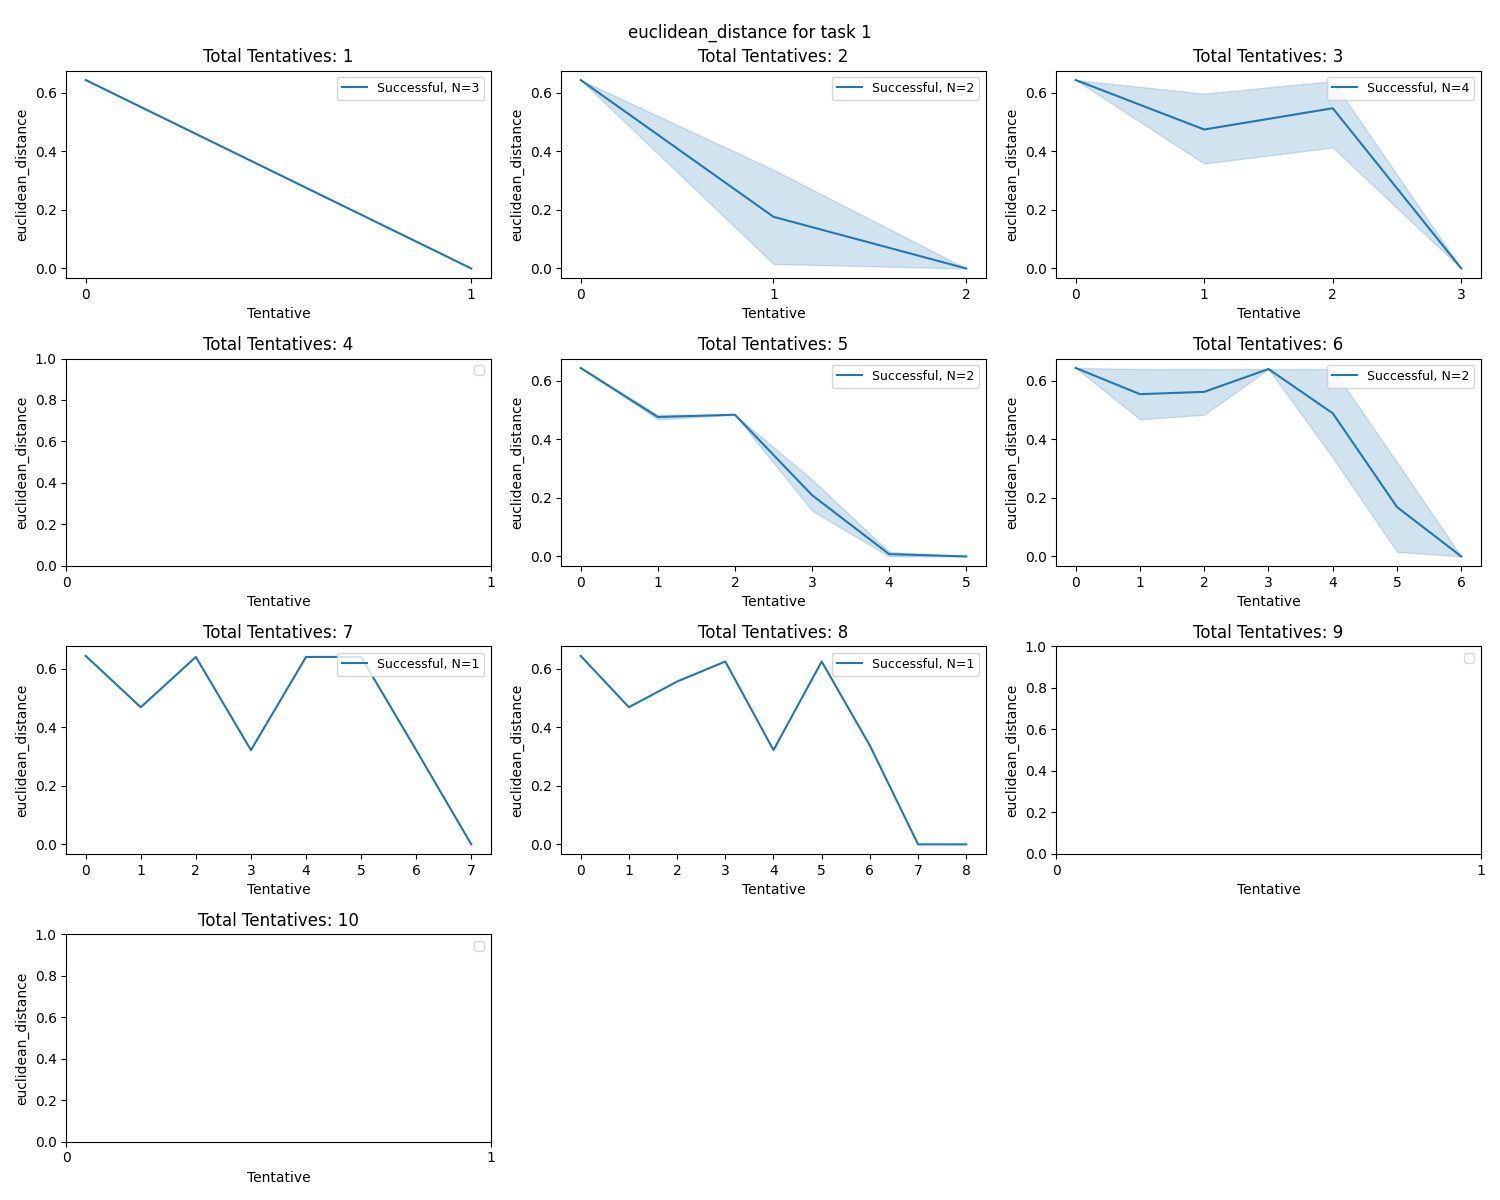 euclidean_distance for task 1
Total Tentatives: 1
euclidean_distance
0.6
0.4
0.2
0.0
Successful, N=3
0 1
Tentative
Total Tentatives: 2
euclidean_distance
0.6
0.4
0.2
0.0
Successful, N=2
0 1 2
Tentative
Total Tentatives: 3
euclidean_distance
0.6
0.4
0.2
0.0
Successful, N=4
0 1 2 3
Tentative
Total Tentatives: 4
euclidean_distance
1.0
0.8
0.6
0.4
0.2
0.0
0 1
Tentative
Total Tentatives: 5
euclidean_distance
0.6
0.4
0.2
0.0
Successful, N=2
0 1 2 3 4 5
Tentative
Total Tentatives: 6
euclidean_distance
0.6
0.4
0.2
0.0
Successful, N=2
0 1 2 3 4 5 6
Tentative
Total Tentatives: 7
euclidean_distance
0.6
0.4
0.2
0.0
Successful, N=1
0 1 2 3 4 5 6 7
Tentative
Total Tentatives: 8
euclidean_distance
0.6
0.4
0.2
0.0
Successful, N=1
0 1 2 3 4 5 6 7 8
Tentative
Total Tentatives: 9
euclidean_distance
1.0
0.8
0.6
0.4
0.2
0.0
0 1
Tentative
Total Tentatives: 10
euclidean_distance
1.0
0.8
0.6
0.4
0.2
0.0
0 1
Tentative